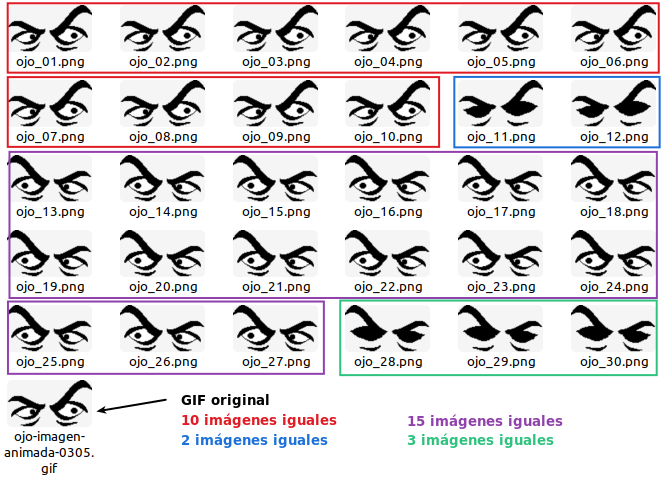 ojo_01.png ojo_02.png ojo_03.png ojo_04.png ojo_05.png ojo_06.png
ojo_07.png ojo_08.png ojo_09.png ojo_10.png ojo_11.png ojo_12.png
ojo_13.png ojo_14.png ojo_15.png ojo_16.png ojo_17.png ojo_18.png
ojo_19.png ojo_20.png ojo_21.png ojo_22.png ojo_23.png ojo_24.png
ojo_25.png ojo_26.png ojo_27.png ojo_28.png ojo_29.png ojo_30.png
ojo-imagen-
animada-0305.
gif
GIF original
10 imágenes iguales
2 imágenes iguales
15 imágenes iguales
3 imágenes iguales